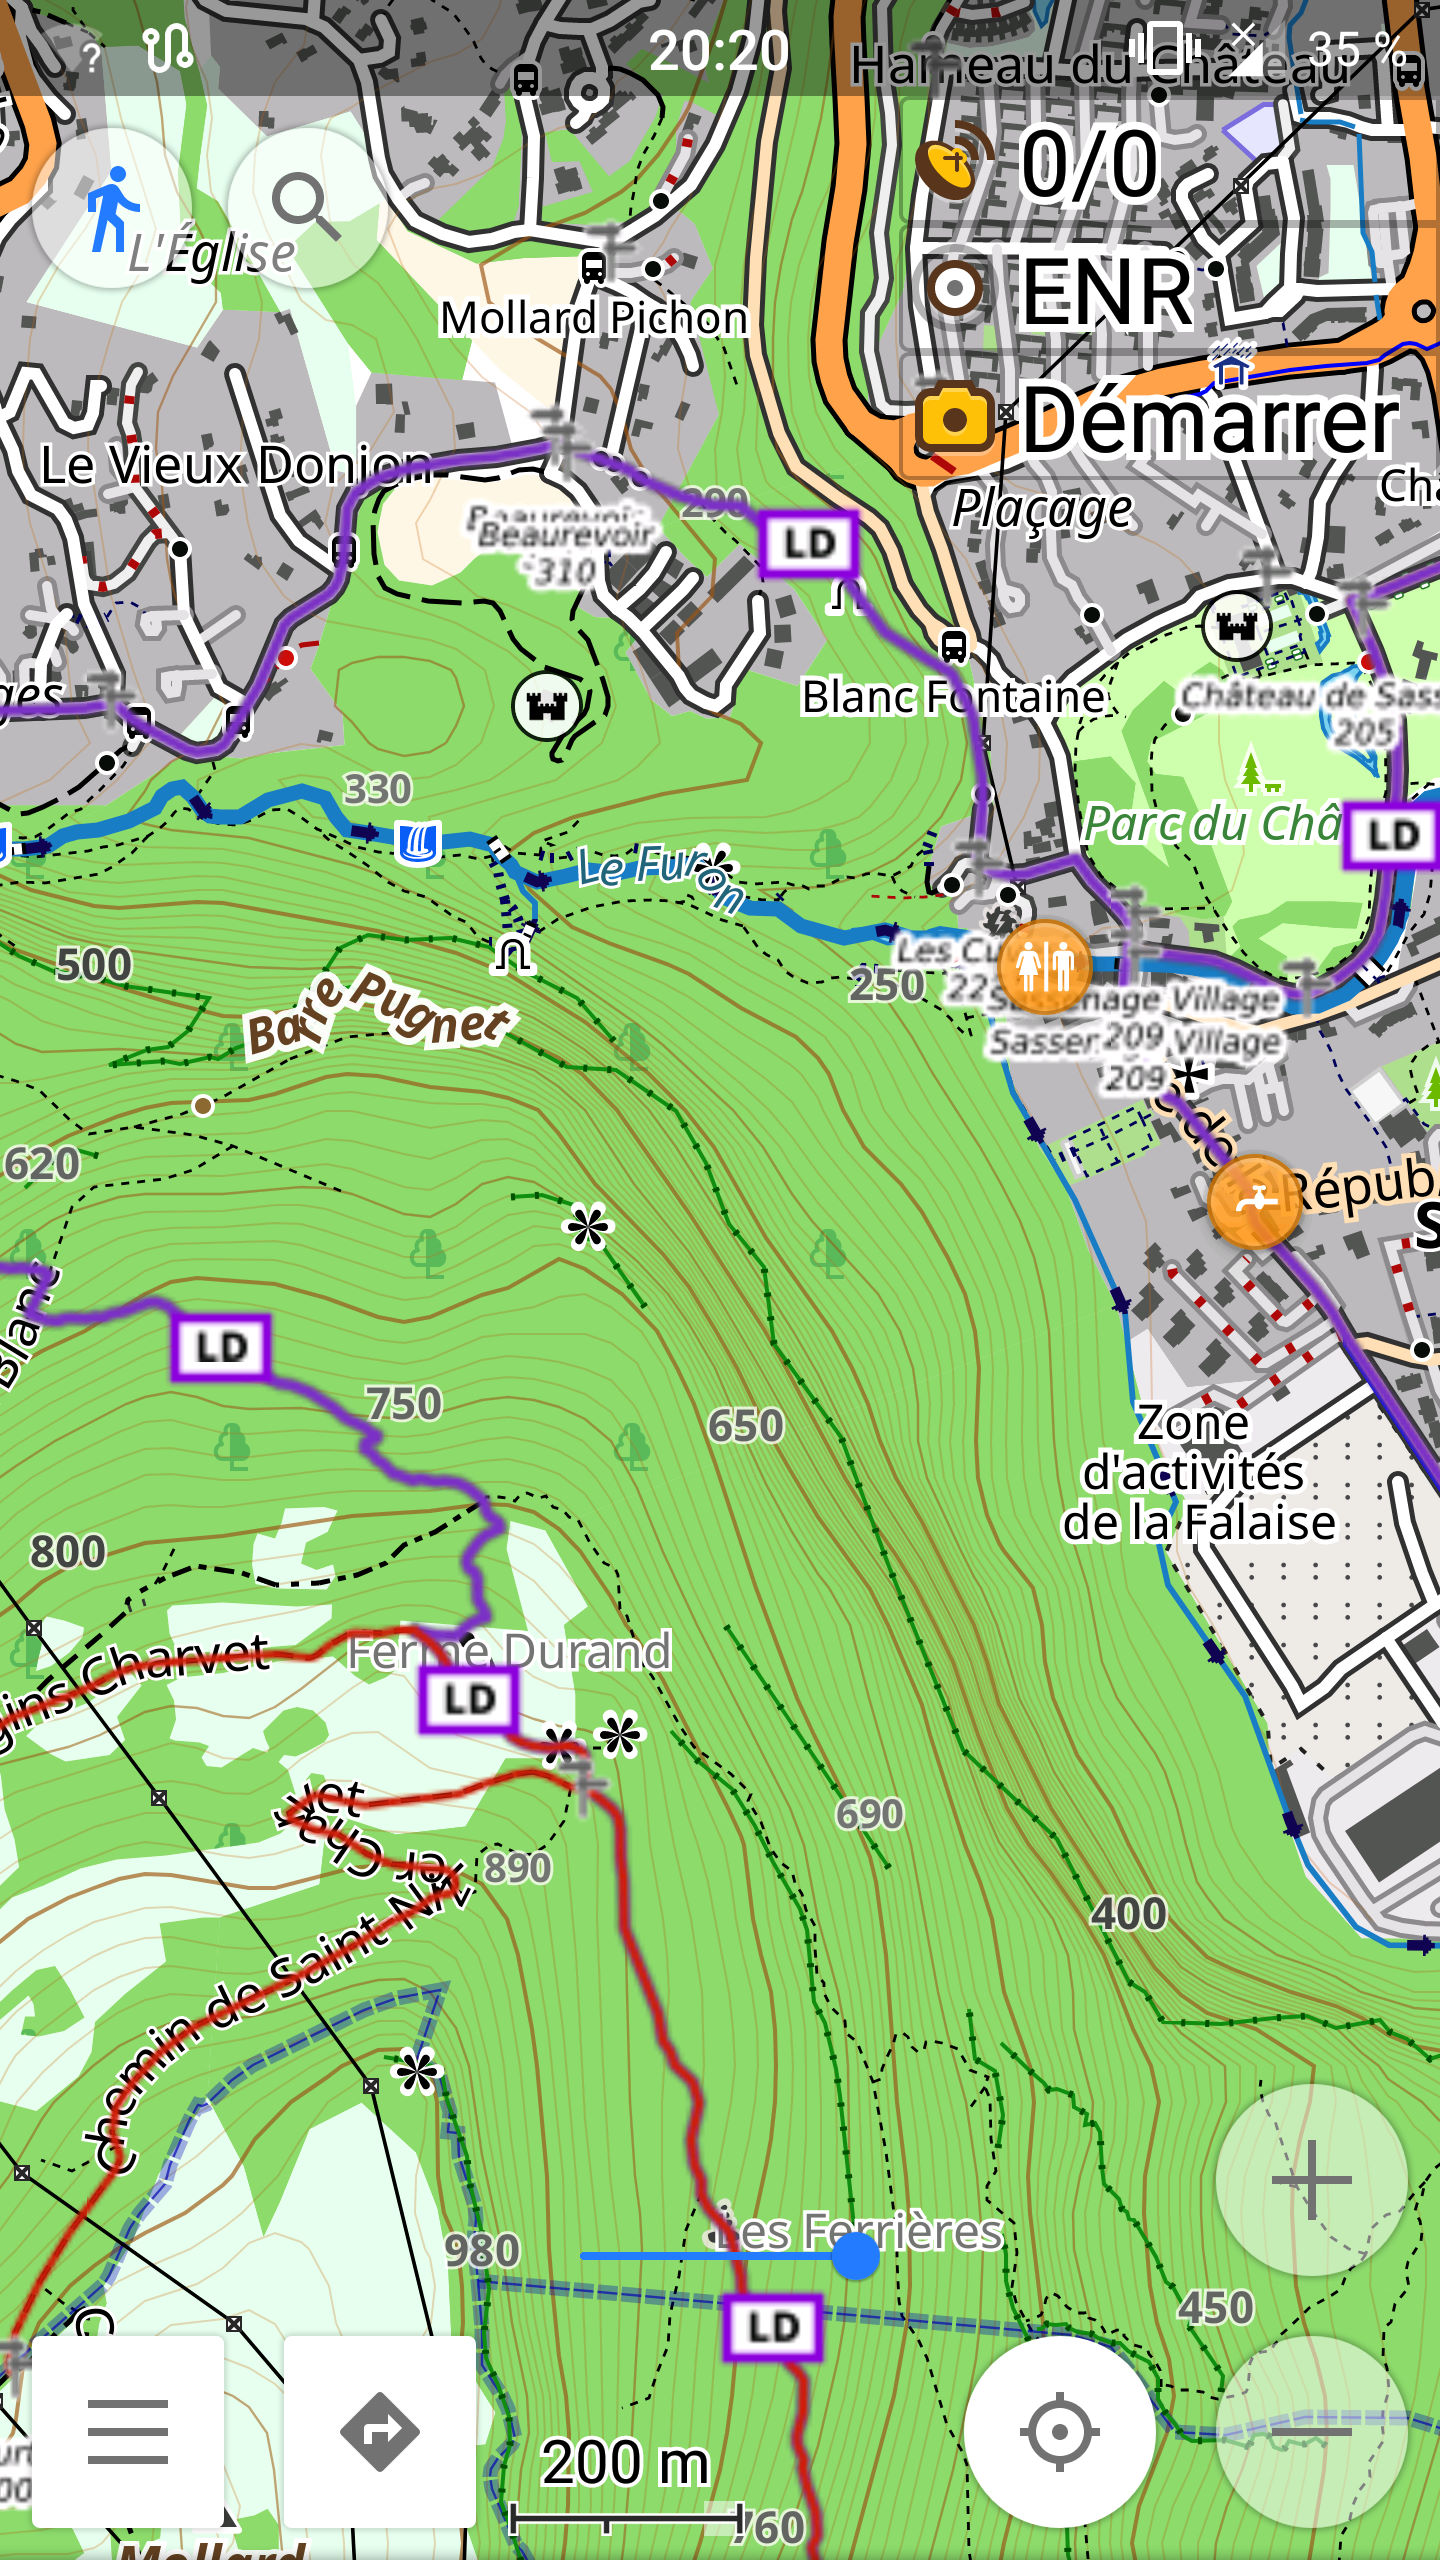 20:20
35 %
Hameau du Château
0/0
L'Église
ENR
Mollard Pichon
Démarrer
Le Vieux Donjon
Plaçage
290
Beaurevoir
310
LD
Blanc Fontaine
Château de Sass
205
330
Parc du Châ
LD
Le Furon
500
250
Barre Pugnet
Sassenage Village
209
Village
209
620
Répub
LD
750
650
Zone
d'activités
de la Falaise
800
Ferme Durand
LD
690
890
400
chemin de Saint
Les Ferrières
980
450
LD
200 m
760
Mollard